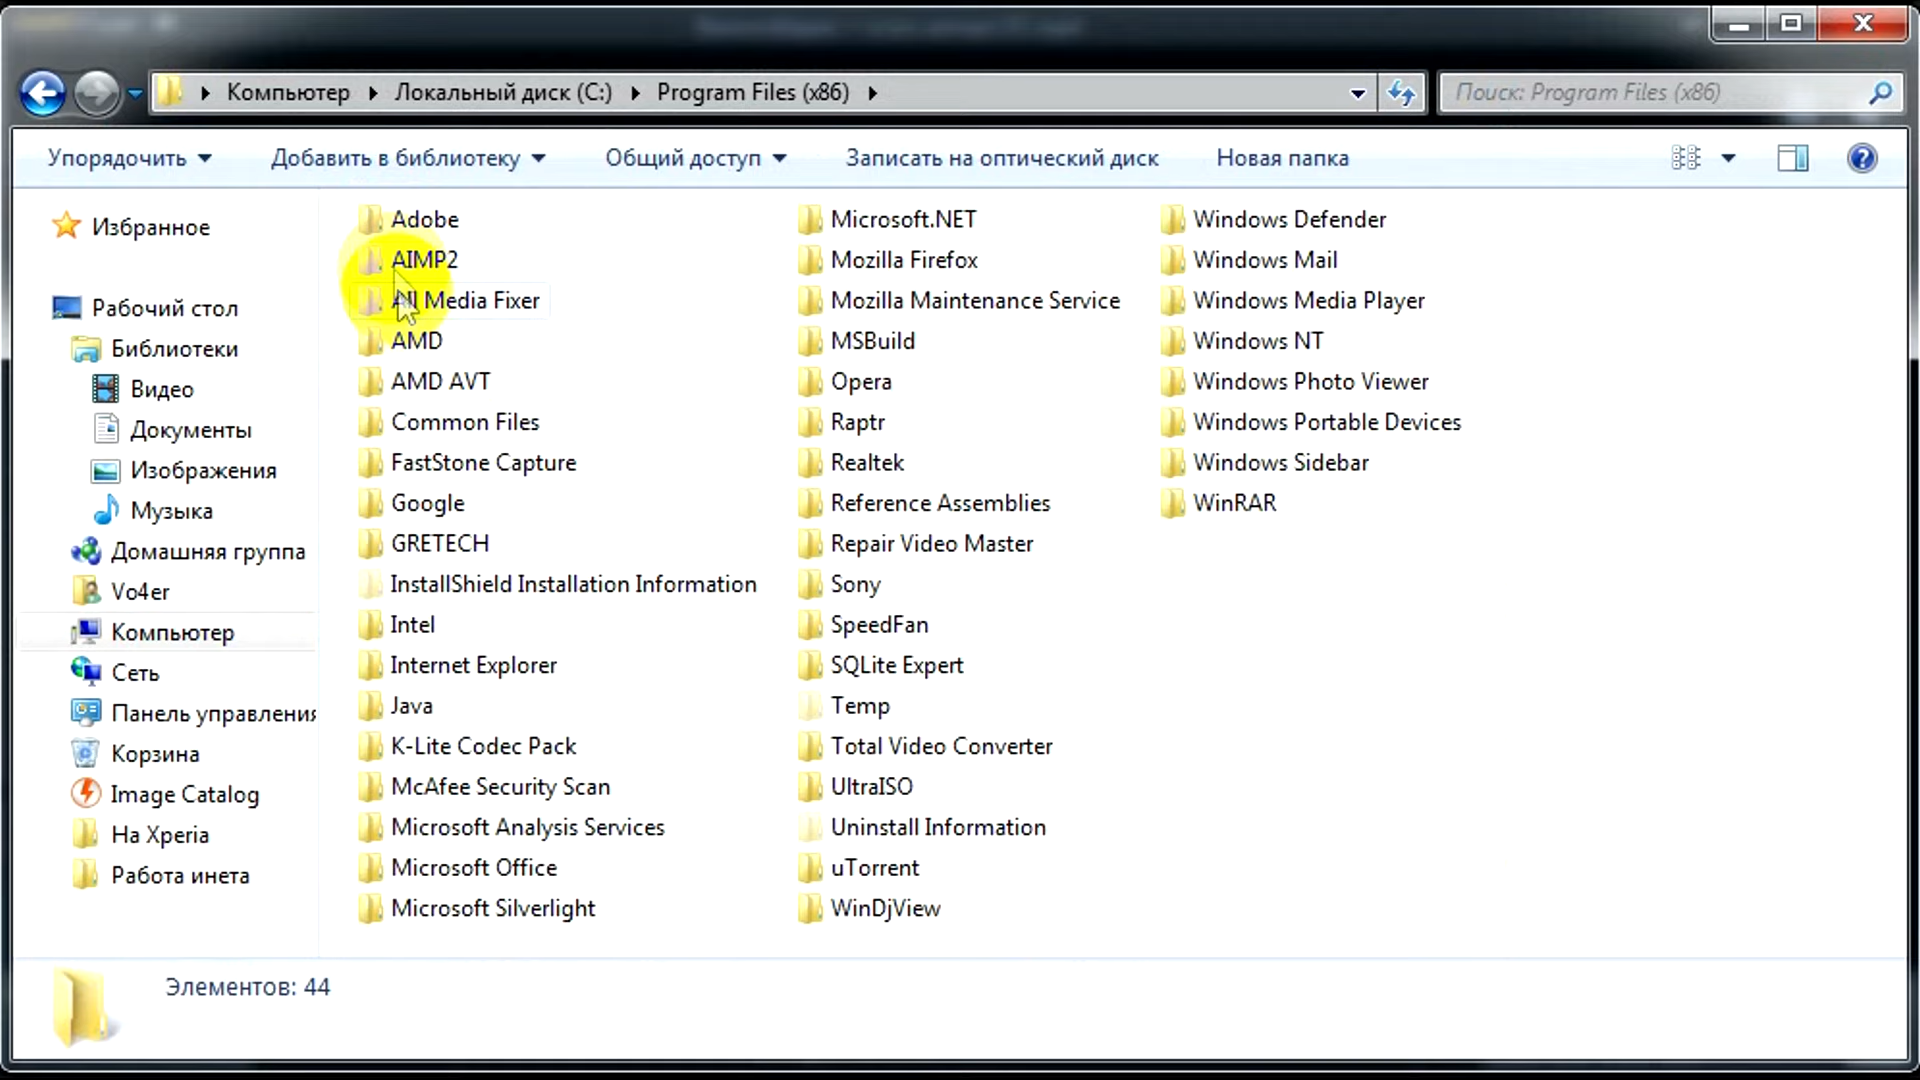 Компьютер Локальный диск (C:) Program Files (x86) Поиск: Program Files (x86)
Упорядочить Добавить в библиотеку Общий доступ Записать на оптический диск Новая папка
Избранное
Рабочий стол
Библиотеки
Видео
Документы
Изображения
Музыка
Домашняя группа
Vo4er
Компьютер
Сеть
Панель управления
Корзина
Image Catalog
На Xperia
Работа инета
Adobe
AIMP2
All Media Fixer
AMD
AMD AVT
Common Files
FastStone Capture
Google
GRETECH
InstallShield Installation Information
Intel
Internet Explorer
Java
K-Lite Codec Pack
McAfee Security Scan
Microsoft Analysis Services
Microsoft Office
Microsoft Silverlight
Microsoft.NET
Mozilla Firefox
Mozilla Maintenance Service
MSBuild
Opera
Raptr
Realtek
Reference Assemblies
Repair Video Master
Sony
SpeedFan
SQLite Expert
Temp
Total Video Converter
UltraISO
Uninstall Information
uTorrent
WinDjView
Windows Defender
Windows Mail
Windows Media Player
Windows NT
Windows Photo Viewer
Windows Portable Devices
Windows Sidebar
WinRAR
Элементов: 44